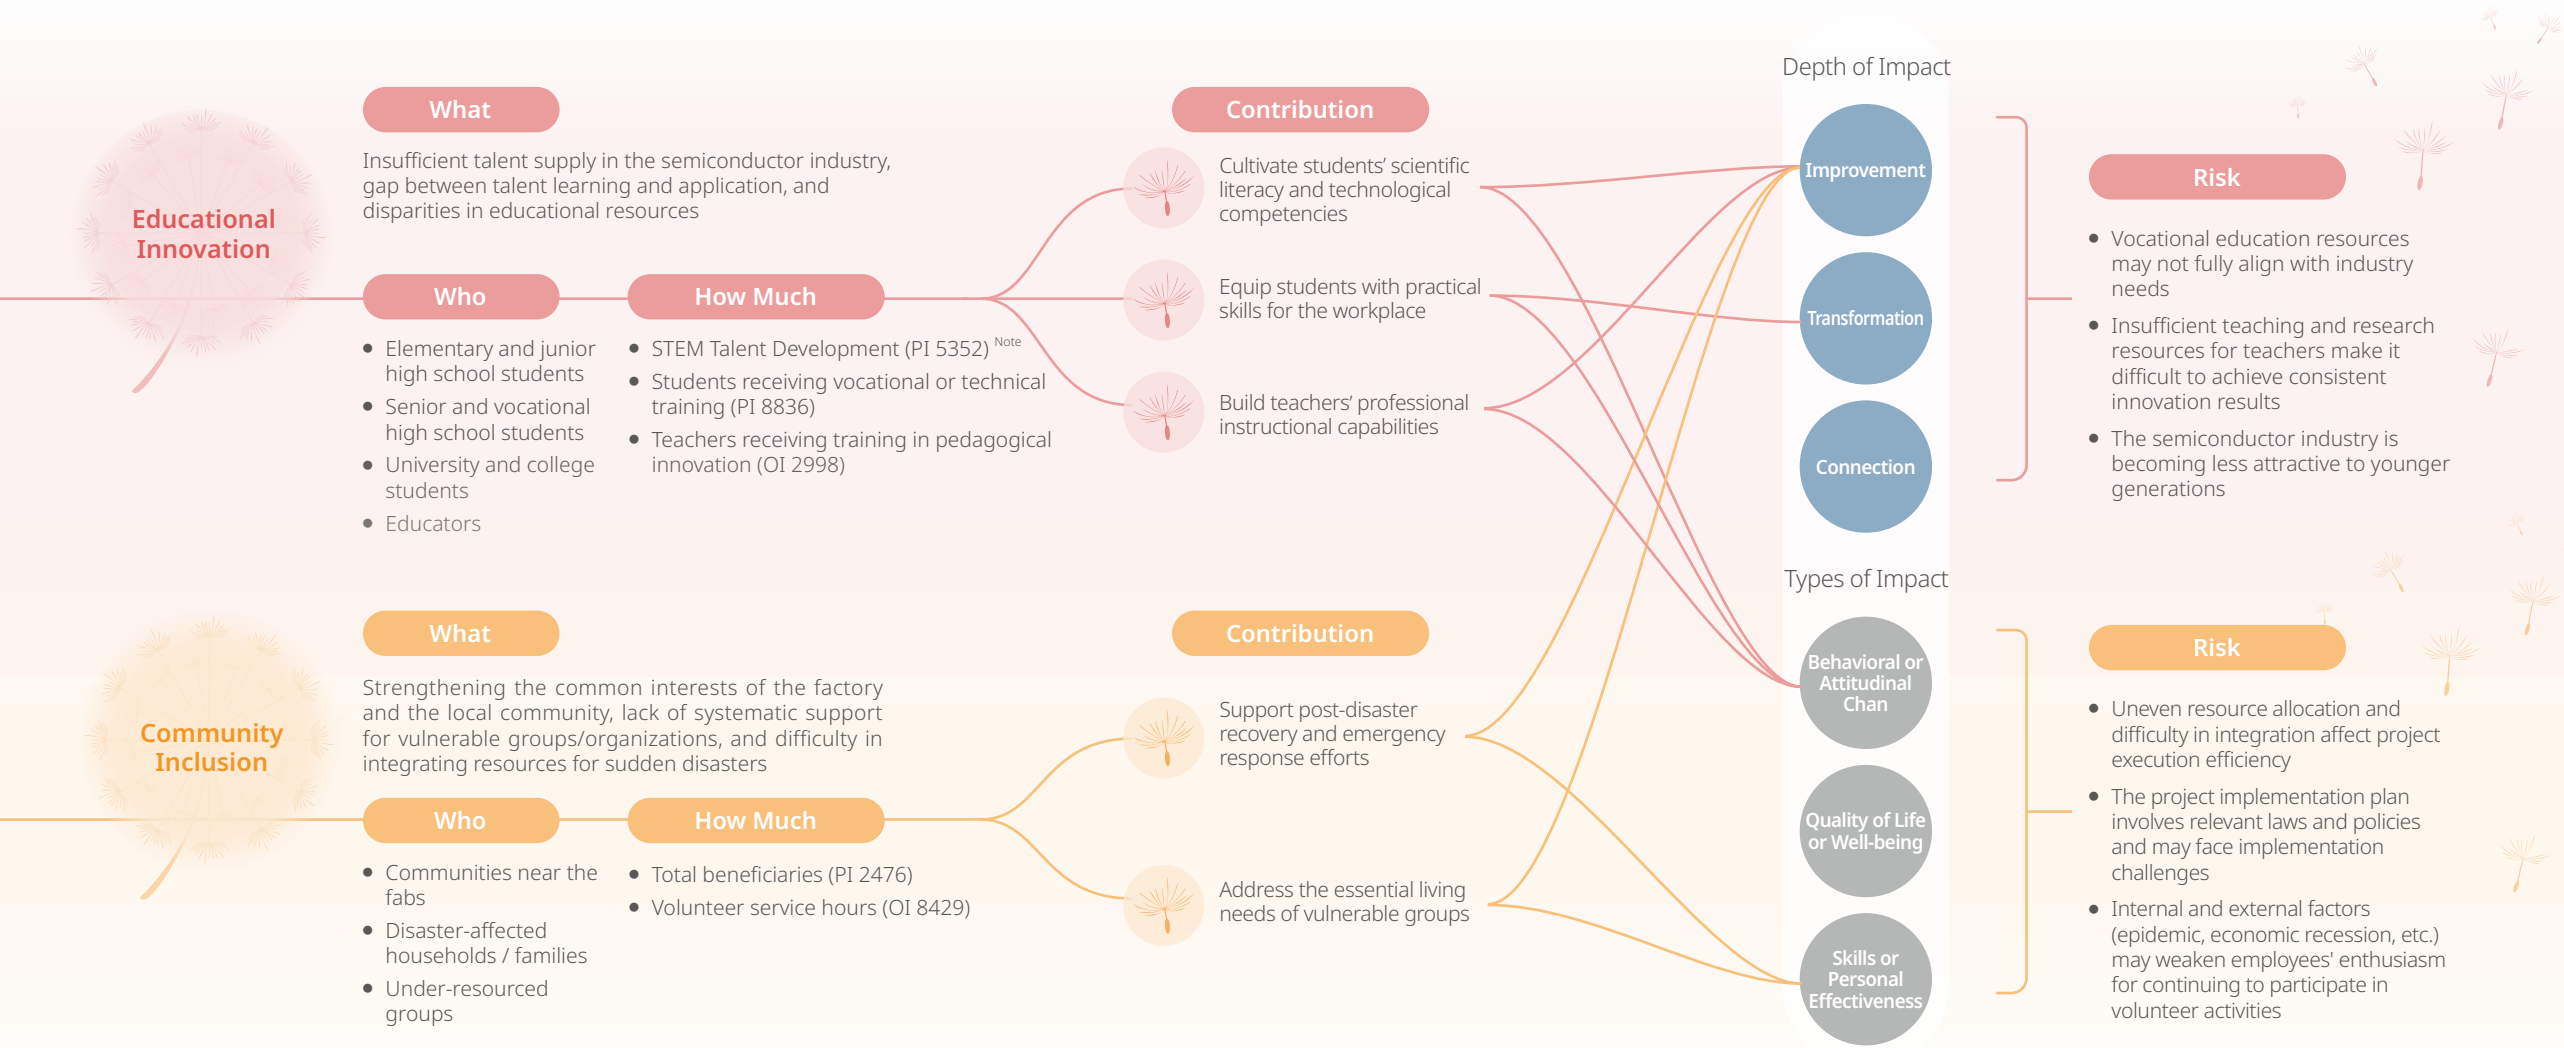 Educational
Innovation
What
Insufficient talent supply in the semiconductor industry,
gap between talent learning and application, and
disparities in educational resources
Who
Elementary and junior
high school students
Senior and vocational
high school students
University and college
students
Educators
How Much
STEM Talent Development (PI 5352) Note
Students receiving vocational or technical
training (PI 8836)
Teachers receiving training in pedagogical
innovation (OI 2998)
Contribution
Cultivate students’ scientific
literacy and technological
competencies
Equip students with practical
skills for the workplace
Build teachers’ professional
instructional capabilities
Depth of Impact
Improvement
Transformation
Connection
Risk
Vocational education resources
may not fully align with industry
needs
Insufficient teaching and research
resources for teachers make it
difficult to achieve consistent
innovation results
The semiconductor industry is
becoming less attractive to younger
generations
Community
Inclusion
What
Strengthening the common interests of the factory
and the local community, lack of systematic support
for vulnerable groups/organizations, and difficulty in
integrating resources for sudden disasters
Who
Communities near the
fabs
Disaster-affected
households / families
Under-resourced
groups
How Much
Total beneficiaries (PI 2476)
Volunteer service hours (OI 8429)
Contribution
Support post-disaster
recovery and emergency
response efforts
Address the essential living
needs of vulnerable groups
Types of Impact
Behavioral or
Attitudinal
Chan
Quality of Life
or Well-being
Skills or
Personal
Effectiveness
Risk
Uneven resource allocation and
difficulty in integration affect project
execution efficiency
The project implementation plan
involves relevant laws and policies
and may face implementation
challenges
Internal and external factors
(epidemic, economic recession, etc.)
may weaken employees' enthusiasm
for continuing to participate in
volunteer activities